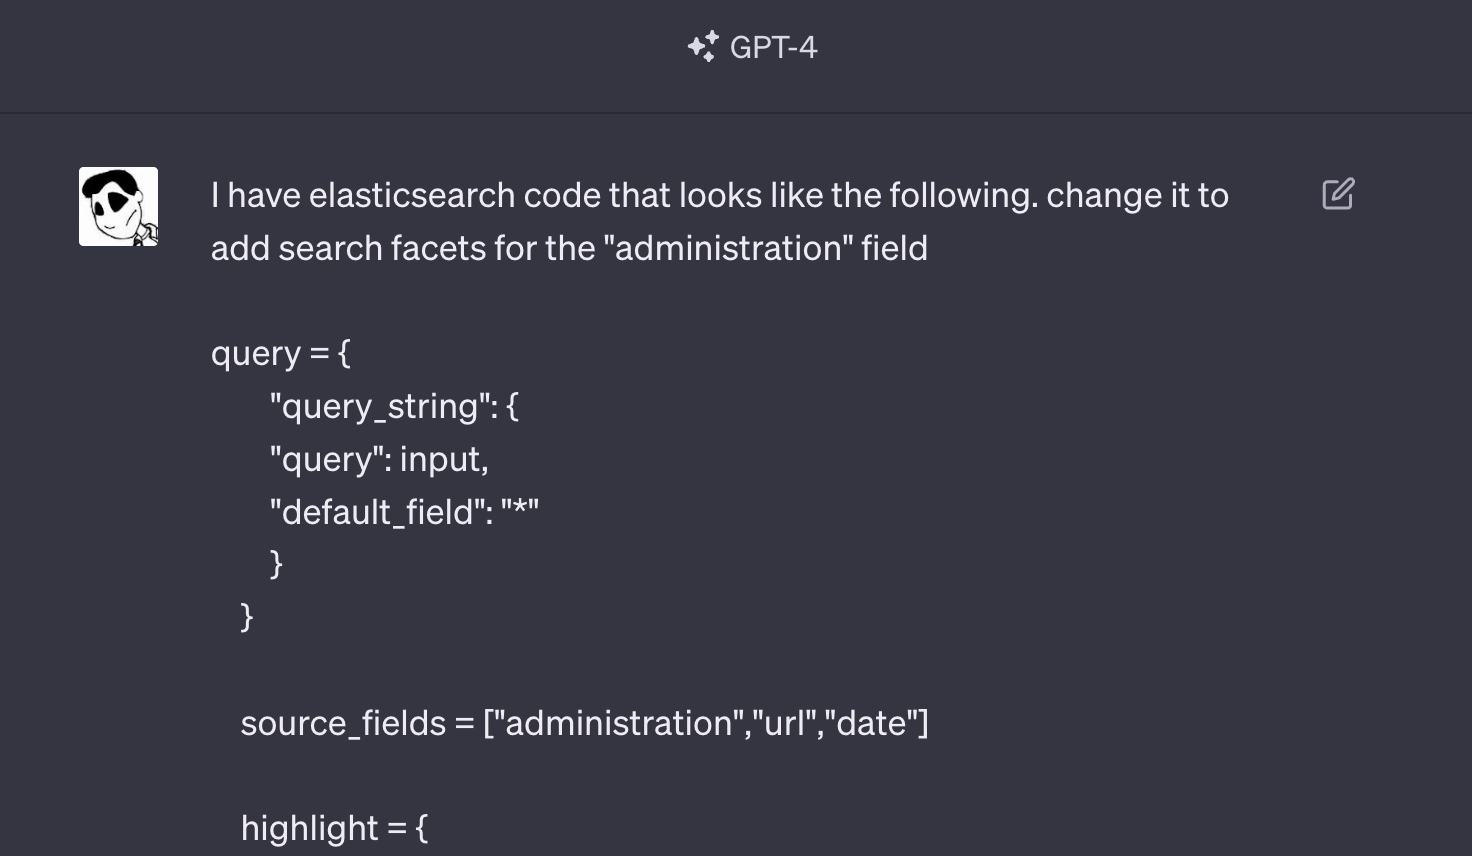 GPT-4
I have elasticsearch code that looks like the following. change it to
add search facets for the "administration" field
query = {
"query_string": {
"query": input,
"default_field": "*"
}
}
source_fields = ["administration","url","date"]
highlight = {